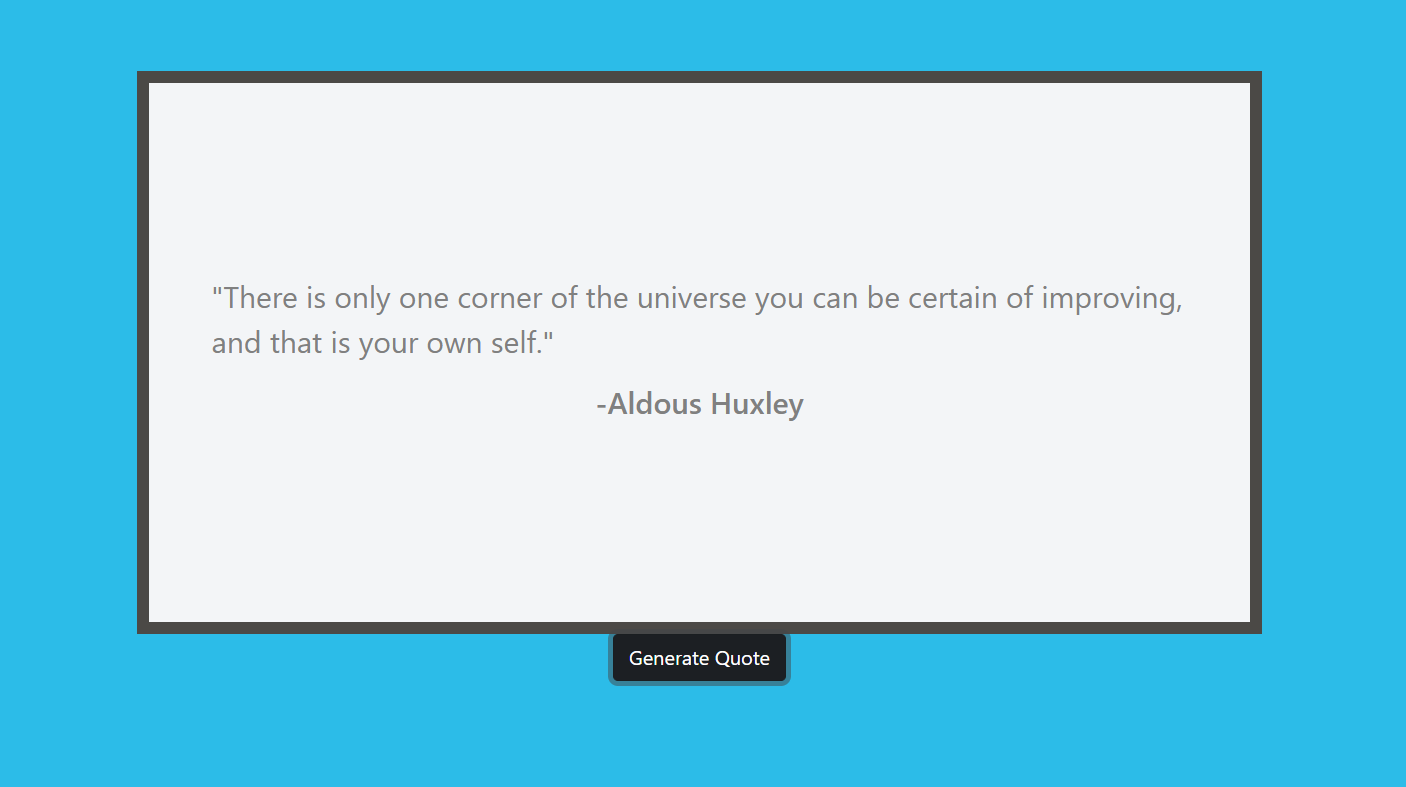 "There is only one corner of the universe you can be certain of improving,
and that is your own self."
-Aldous Huxley
Generate Quote